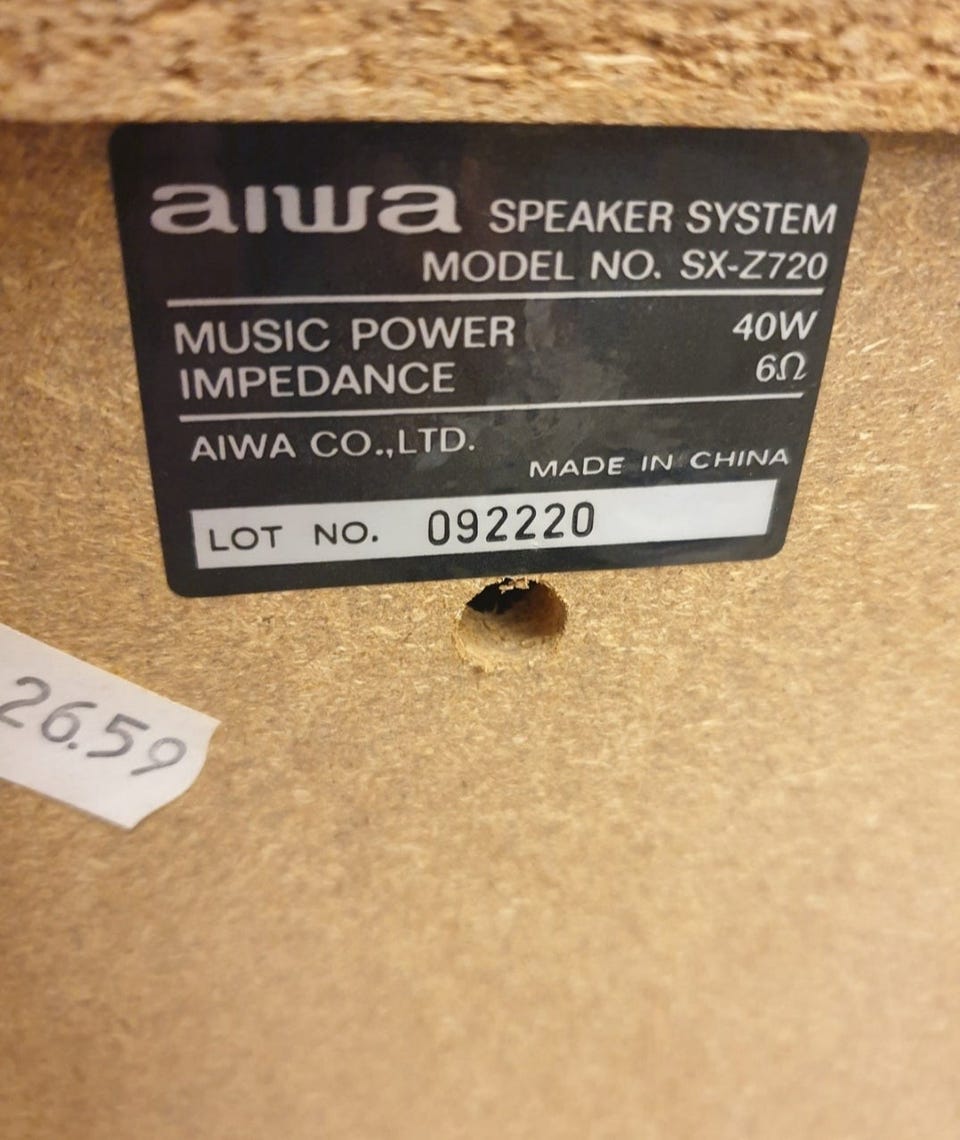 aiwa SPEAKER SYSTEM
MODEL NO. SX-Z720
MUSIC POWER 40W
IMPEDANCE 6Ω
AIWA CO.,LTD.
MADE IN CHINA
LOT NO. 092220
26.59